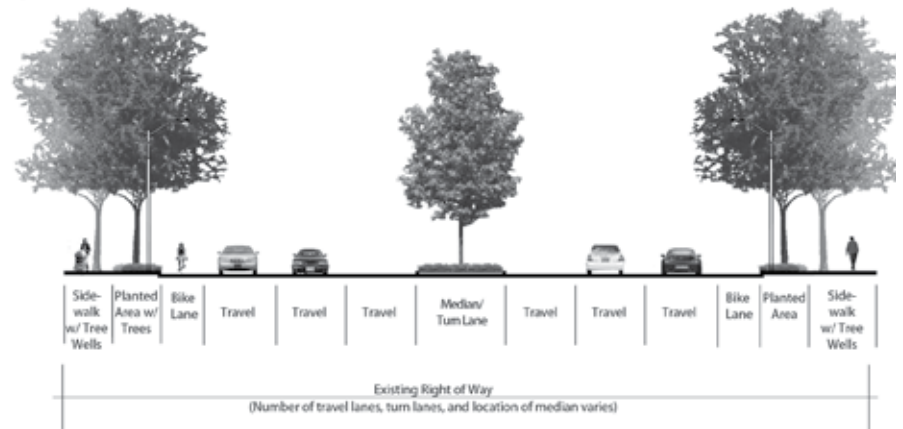 Side-
walk
w/ Tree
Wells
Planted
Area w/
Trees
Bike
Lane
Travel
Travel
Travel
Median/
Turn Lane
Travel
Travel
Travel
Bike
Lane
Planted
Area
Side-
walk
w/ Tree
Wells
Existing Right of Way
(Number of travel lanes, turn lanes, and location of median varies)